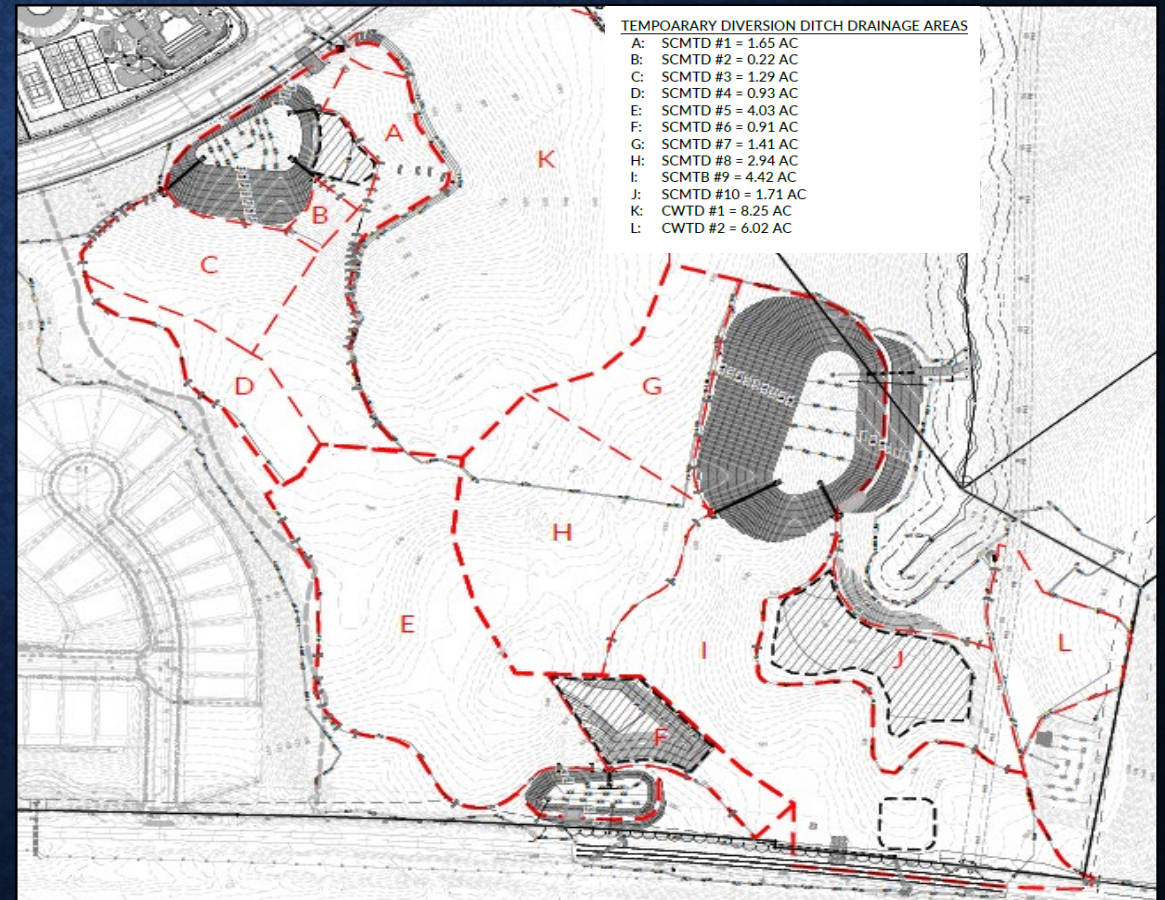 TEMPOARARY DIVERSION DITCH DRAINAGE AREAS
A: SCMTD #1 = 1.65 AC
B: SCMTD #2 = 0.22 AC
C: SCMTD #3 = 1.29 AC
D: SCMTD #4 = 0.93 AC
E: SCMTD #5 = 4.03 AC
F: SCMTD #6 = 0.91 AC
G: SCMTD #7 = 1.41 AC
H: SCMTD #8 = 2.94 AC
I: SCMTB #9 = 4.42 AC
J: SCMTD #10 = 1.71 AC
K: CWTD #1 = 8.25 AC
L: CWTD #2 = 6.02 AC
A
K
B
C
D
G
H
E
I
J
L
F